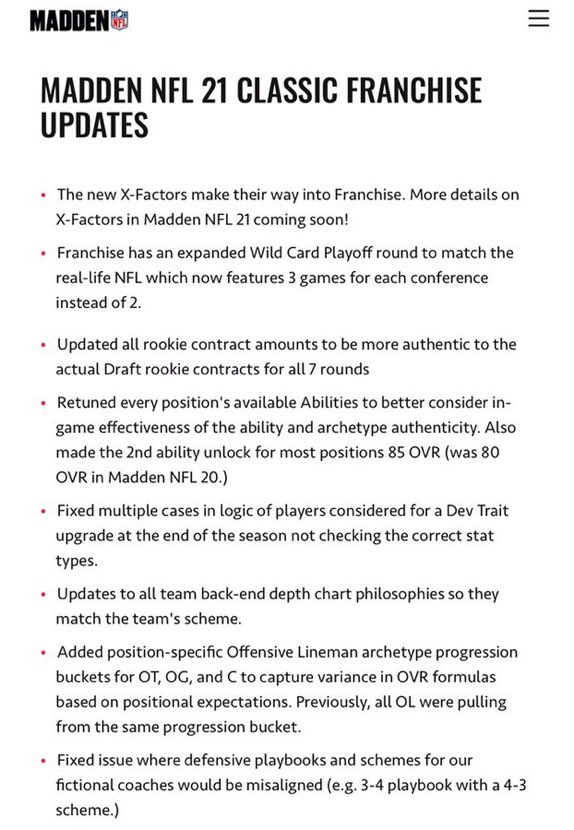 MADDEN NFL
MADDEN NFL 21 CLASSIC FRANCHISE
UPDATES
• The new X-Factors make their way into Franchise. More details on
X-Factors in Madden NFL 21 coming soon!
• Franchise has an expanded Wild Card Playoff round to match the
real-life NFL which now features 3 games for each conference
instead of 2.
• Updated all rookie contract amounts to be more authentic to the
actual Draft rookie contracts for all 7 rounds
• Retuned every position's available Abilities to better consider in-
game effectiveness of the ability and archetype authenticity. Also
made the 2nd ability unlock for most positions 85 OVR (was 80
OVR in Madden NFL 20.)
• Fixed multiple cases in logic of players considered for a Dev Trait
upgrade at the end of the season not checking the correct stat
types.
• Updates to all team back-end depth chart philosophies so they
match the team's scheme.
• Added position-specific Offensive Lineman archetype progression
buckets for OT, OG, and C to capture variance in OVR formulas
based on positional expectations. Previously, all OL were pulling
from the same progression bucket.
• Fixed issue where defensive playbooks and schemes for our
fictional coaches would be misaligned (e.g. 3-4 playbook with a 4-3
scheme.)